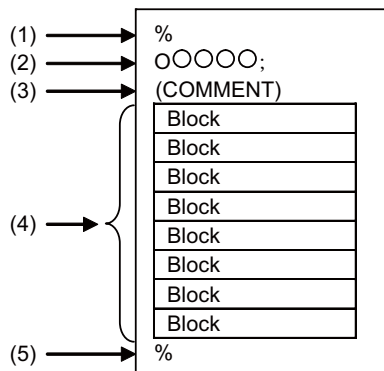 (1) %
(2) O○○○○;
(3) (COMMENT)
Block
Block
Block
Block
(4) Block
Block
Block
Block
(5) %